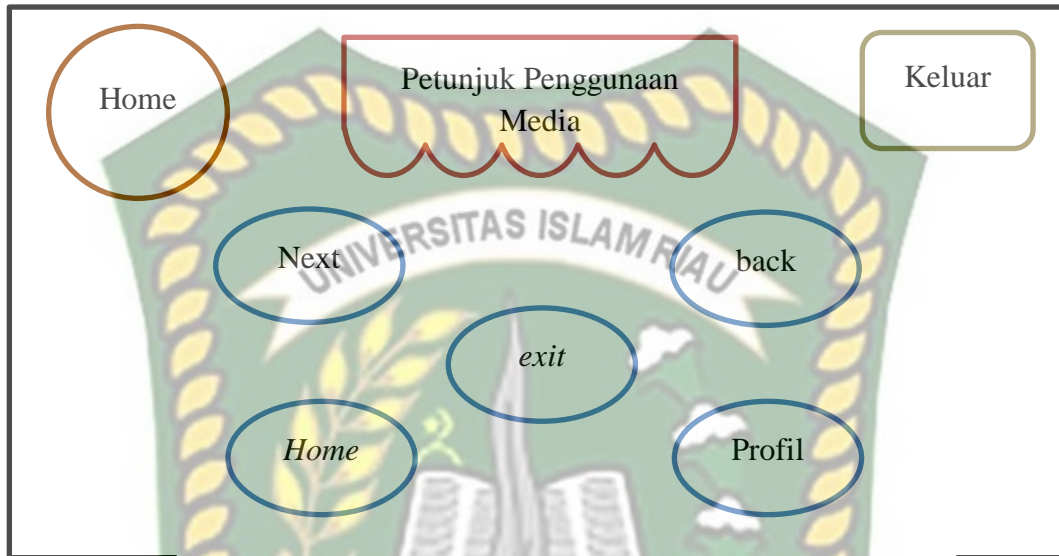 Home
Petunjuk Penggunaan
Media
Keluar
UNIVERSITAS ISLAM RIAU
Next
back
exit
Home
Profil